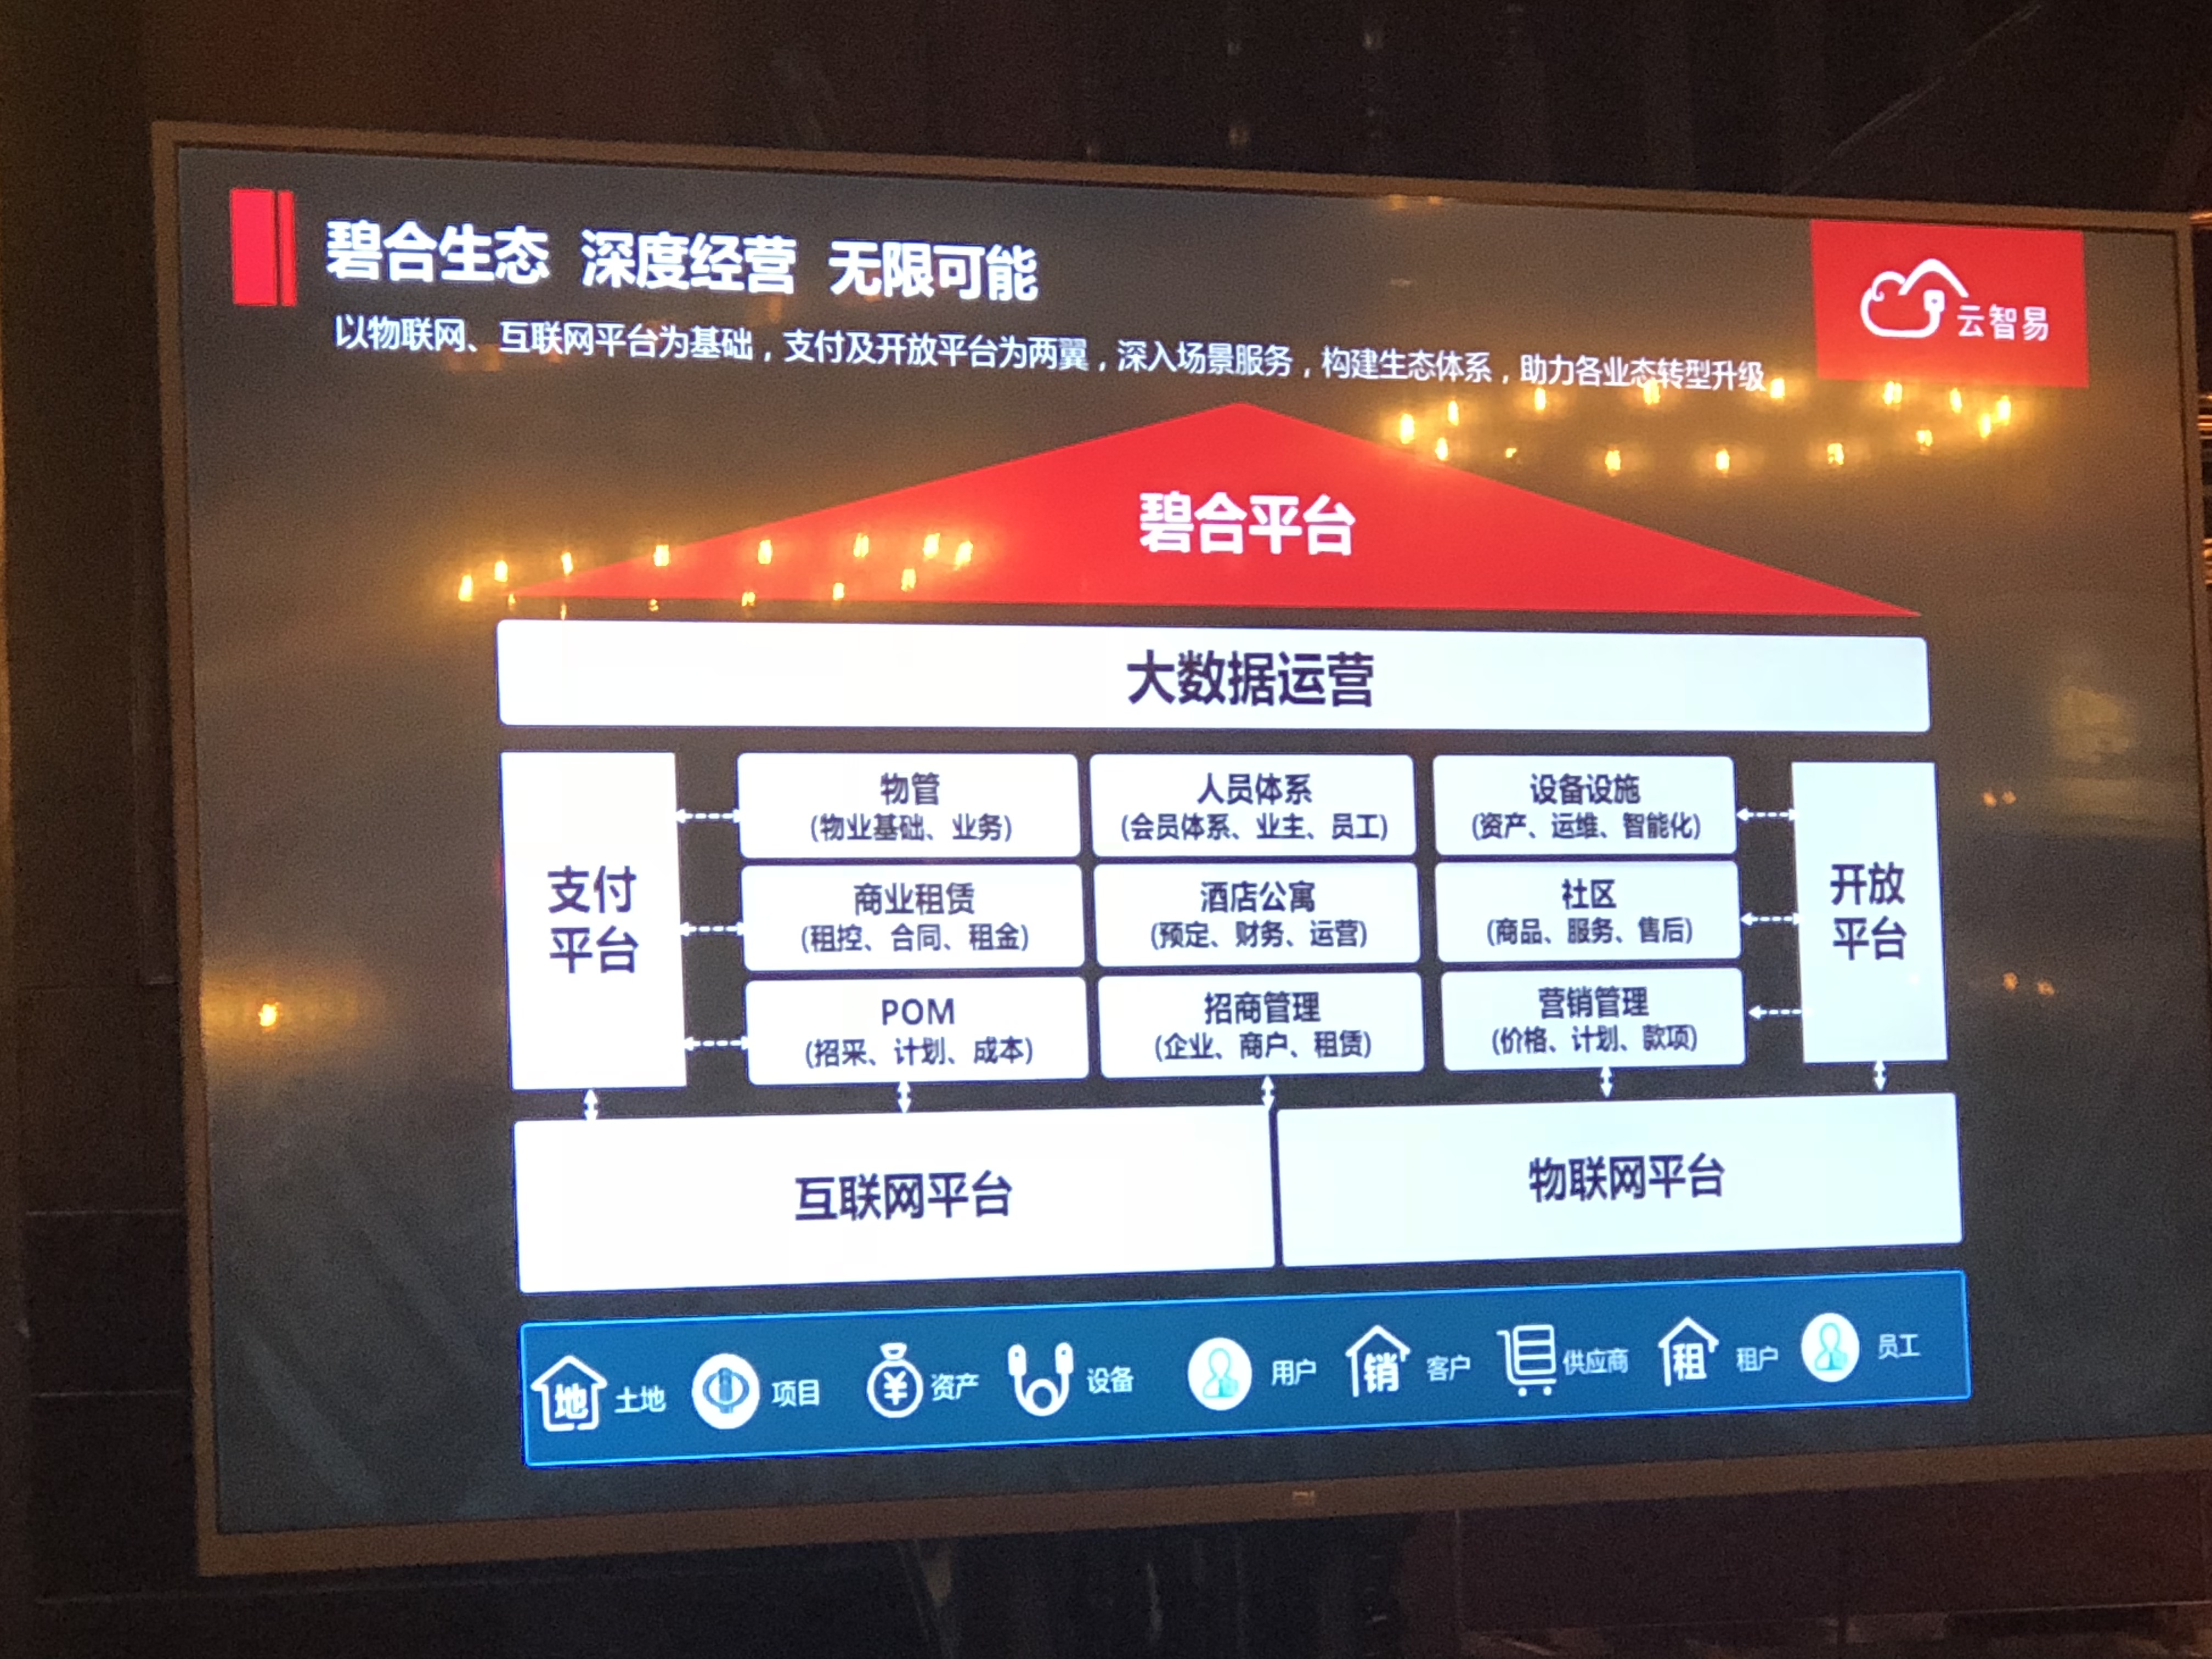 碧合生态 深度经营 无限可能
云智易
以物联网、互联网平台为基础，支付及开放平台为两翼，深入场景服务，构建生态体系，助力各业态转型升级
碧合平台
大数据运营
支付
平台
物管
(物业基础、业务)
人员体系
(会员体系、业主、员工)
设备设施
(资产、运维、智能化)
商业租赁
(租控、合同、租金)
酒店公寓
(预定、财务、运营)
社区
(商品、服务、售后)
POM
(招采、计划、成本)
招商管理
(企业、商户、租赁)
营销管理
(价格、计划、款项)
开放
平台
互联网平台
物联网平台
地 土地 项目 ¥ 资产 设备 用户 销 客户 供应商 租 租户 员工